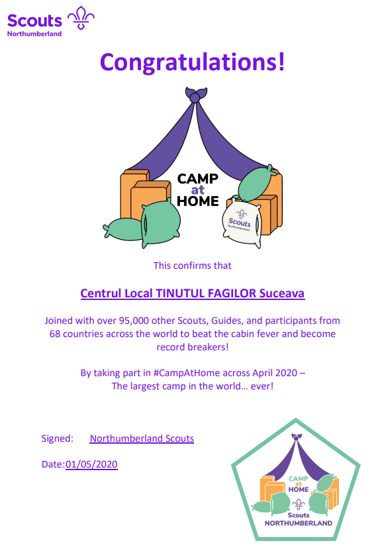 Scouts
Northumberland
Congratulations!
CAMP
at
HOME
Scouts
Northumberland
This confirms that
Centrul Local TINUTUL FAGILOR Suceava
Joined with over 95,000 other Scouts, Guides, and participants from
68 countries across the world to beat the cabin fever and become
record breakers!
By taking part in #CampAtHome across April 2020 –
The largest camp in the world... ever!
Signed: Northumberland Scouts
Date:01/05/2020
CAMP
at
HOME
Scouts
NORTHUMBERLAND